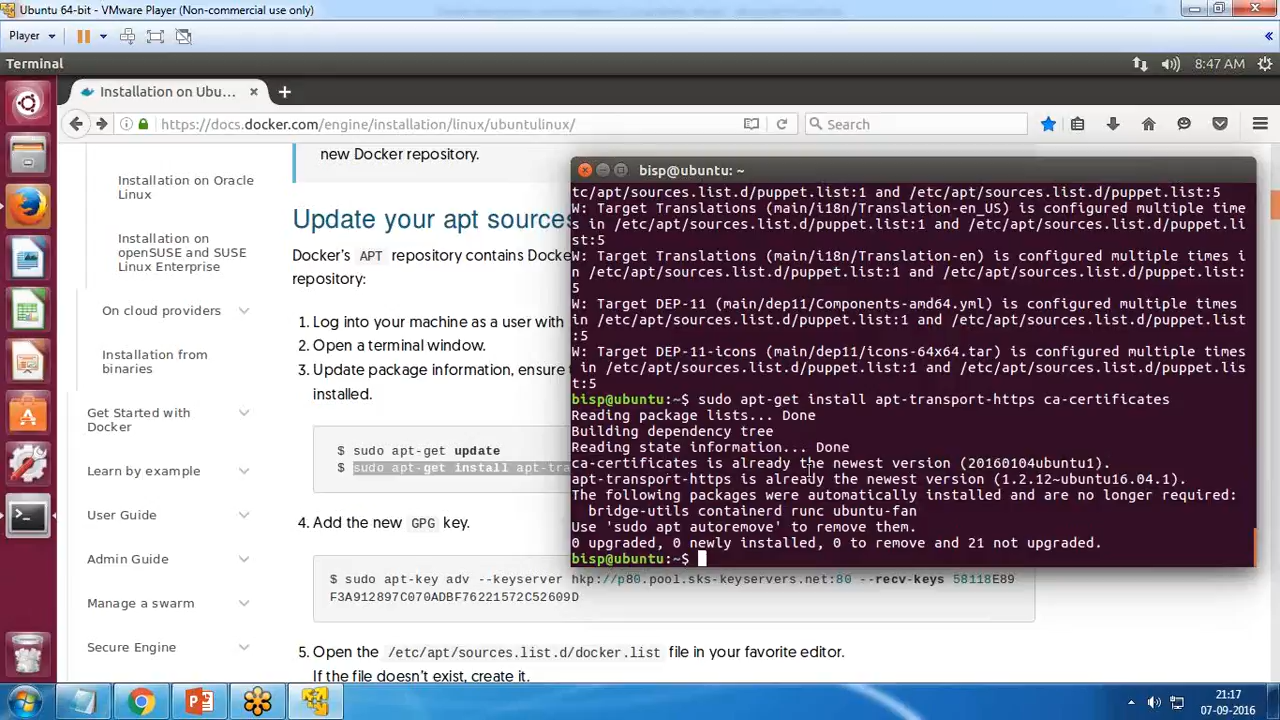 Ubuntu 64-bit - VMware Player (Non-commercial use only)
Player
Terminal
8:47 AM
Installation on Ubu...
https://docs.docker.com/engine/installation/linux/ubuntulinux/
Search
new Docker repository.
Installation on Oracle
Linux
Installation on
openSUSE and SUSE
Linux Enterprise
On cloud providers
Installation from
binaries
Get Started with
Docker
Learn by example
User Guide
Admin Guide
Manage a swarm
Secure Engine
Update your apt sources
Docker's APT repository contains Docke
repository:
1. Log into your machine as a user with
2. Open a terminal window.
3. Update package information, ensure
installed.
$ sudo apt-get update
$ sudo apt-get install apt-tra
4. Add the new GPG key.
$ sudo apt-key adv --keyserver hkp://p80.pool.sks-keyservers.net:80 --recv-keys 58118E89
F3A912897C070ADBF76221572C52609D
5. Open the /etc/apt/sources.list.d/docker.list file in your favorite editor.
If the file doesn't exist, create it.
bisp@ubuntu: ~
tc/apt/sources.list.d/puppet.list:1 and /etc/apt/sources.list.d/puppet.list:5
W: Target Translations (main/i18n/Translation-en_US) is configured multiple time
s in /etc/apt/sources.list.d/puppet.list:1 and /etc/apt/sources.list.d/puppet.li
st:5
W: Target Translations (main/i18n/Translation-en) is configured multiple times i
n /etc/apt/sources.list.d/puppet.list:1 and /etc/apt/sources.list.d/puppet.list:
5
W: Target DEP-11 (main/dep11/Components-amd64.yml) is configured multiple times
in /etc/apt/sources.list.d/puppet.list:1 and /etc/apt/sources.list.d/puppet.list
:5
W: Target DEP-11-icons (main/dep11/icons-64x64.tar) is configured multiple times
in /etc/apt/sources.list.d/puppet.list:1 and /etc/apt/sources.list.d/puppet.lis
t:5
bisp@ubuntu:~$ sudo apt-get install apt-transport-https ca-certificates
Reading package lists... Done
Building dependency tree
Reading state information... Done
ca-certificates is already the newest version (20160104ubuntu1).
apt-transport-https is already the newest version (1.2.12~ubuntu16.04.1).
The following packages were automatically installed and are no longer required:
bridge-utils containerd runc ubuntu-fan
Use 'sudo apt autoremove' to remove them.
0 upgraded, 0 newly installed, 0 to remove and 21 not upgraded.
bisp@ubuntu:~$
21:17
07-09-2016